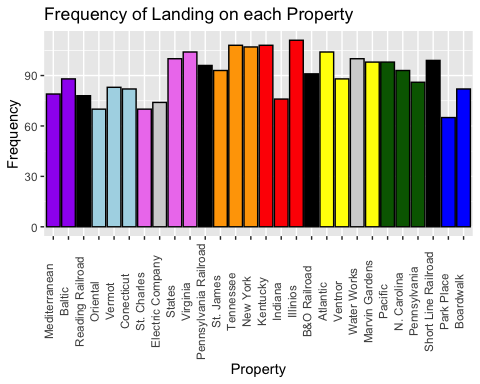 Frequency of Landing on each Property
Frequency
90
60
30
0
Mediterranean
Baltic
Reading Railroad
Oriental
Vermot
Conecticut
St. Charles
Electric Company
States
Virginia
Pennsylvania Railroad
St. James
Tennessee
New York
Kentucky
Indiana
Illinios
B&O Railroad
Atlantic
Ventnor
Water Works
Marvin Gardens
Pacific
N. Carolina
Pennsylvania
Short Line Railroad
Park Place
Boardwalk
Property